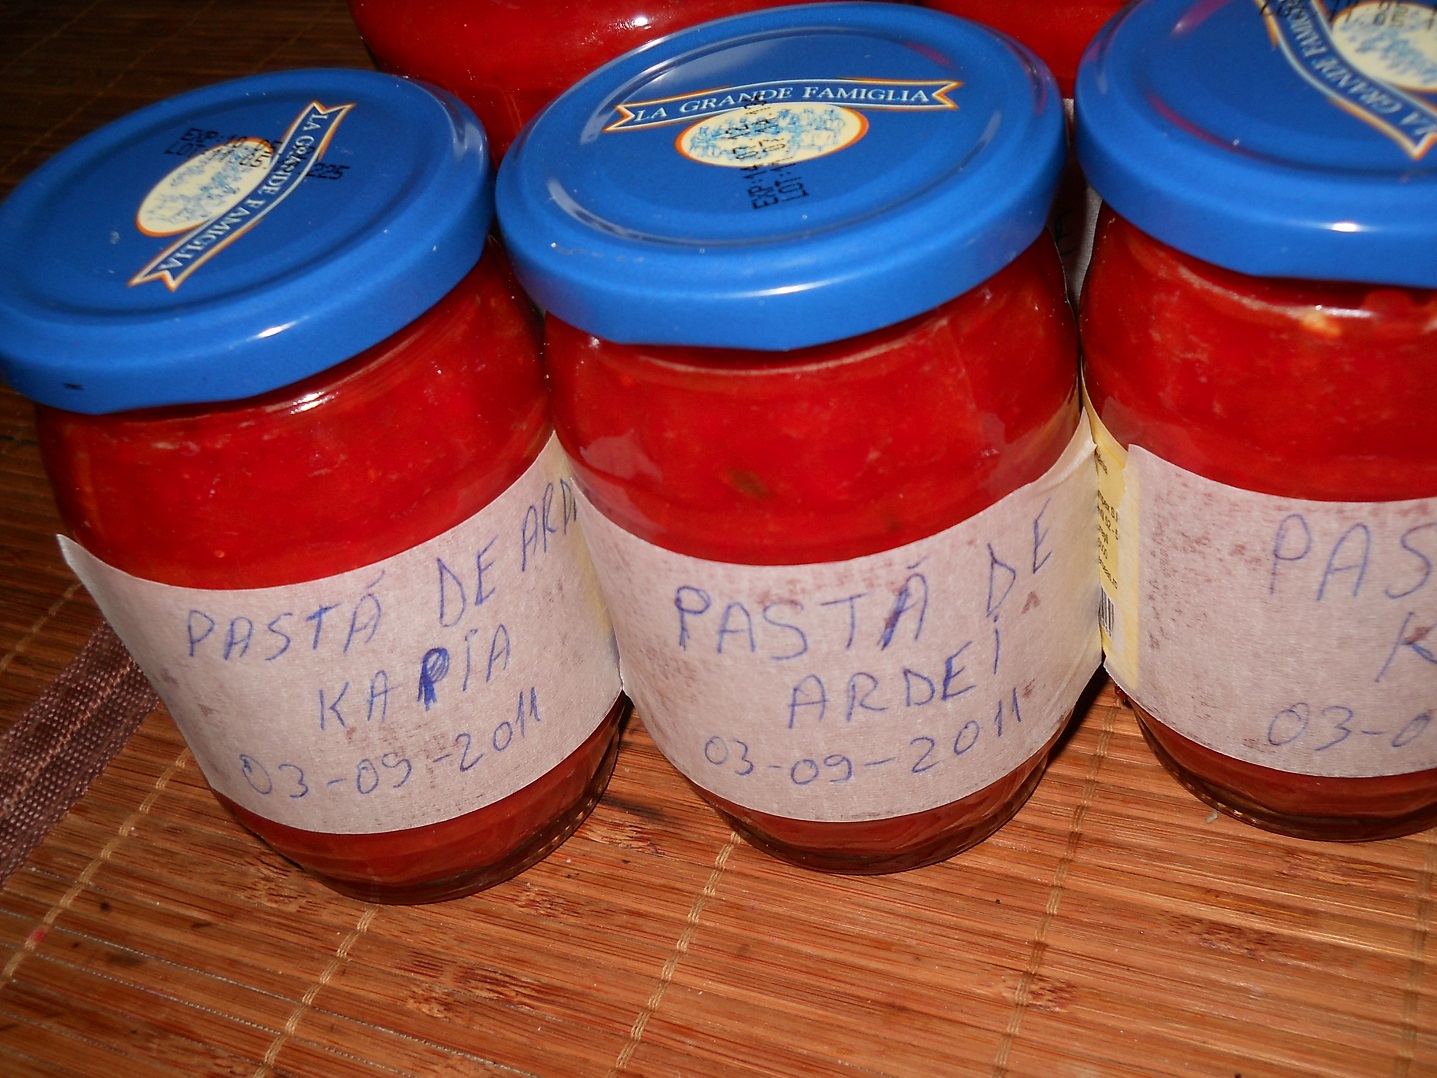 LA GRANDE FAMIGLIA
LA GRANDE FAMIGLIA
PASTĂ DE ARD
KAPIA
03-09-2011
PASTĂ DE
ARDEI
03-09-2011
PAS
K
03-0